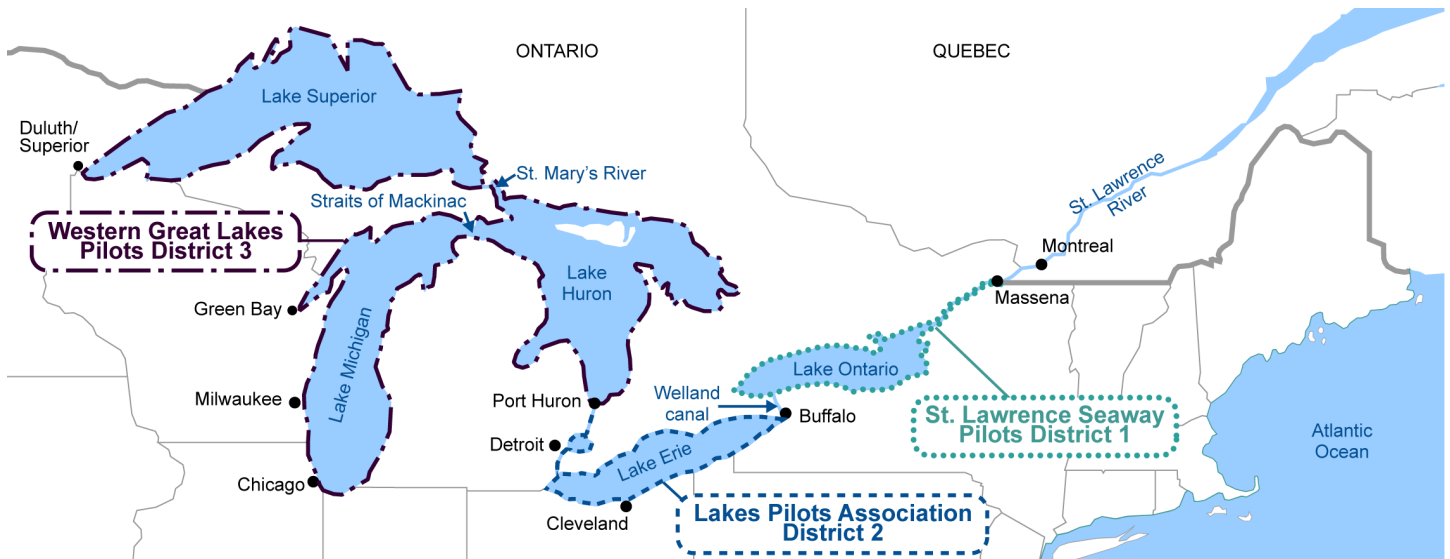 ONTARIO
QUEBEC
Lake Superior
Duluth/
Superior
St. Mary's River
Straits of Mackinac
St. Lawrence
River
Western Great Lakes
Pilots District 3
Montreal
Lake
Huron
Massena
Green Bay
Lake Michigan
Lake Ontario
Milwaukee
Port Huron
Welland
canal
Buffalo
St. Lawrence Seaway
Pilots District 1
Detroit
Lake Erie
Atlantic
Ocean
Chicago
Cleveland
Lakes Pilots Association
District 2